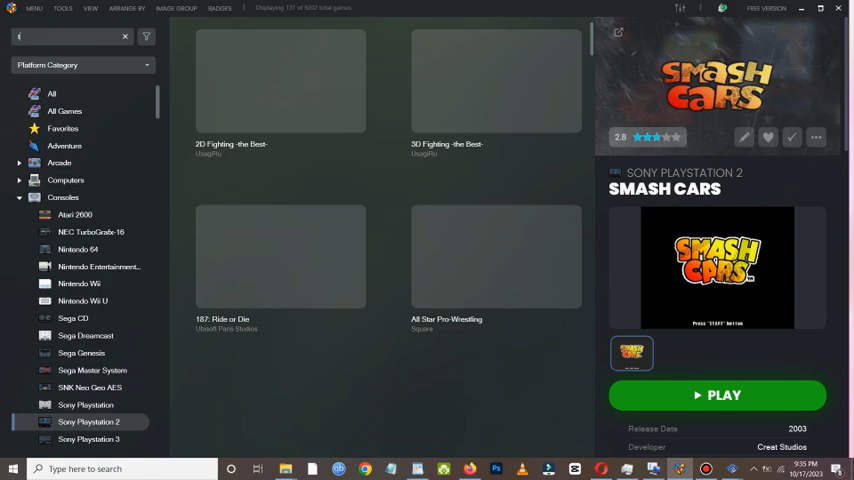 MENU TOOLS VIEW ARRANGE BY IMAGE GROUP BADGES Displaying 131 of 9202 total games. FREE VERSION
Platform Category
All
All Games
Favorites
Adventure
Arcade
Computers
Consoles
Atari 2600
NEC TurboGrafx-16
Nintendo 64
Nintendo Entertainment...
Nintendo Wii
Nintendo Wii U
Sega CD
Sega Dreamcast
Sega Genesis
Sega Master System
SNK Neo Geo AES
Sony Playstation
Sony Playstation 2
Sony Playstation 3
2D Fighting -the Best-
UsagiRu
3D Fighting -the Best-
UsagiRu
187: Ride or Die
Ubisoft Paris Studios
All Star Pro-Wrestling
Square
SMASH
CARS
2.8
SONY PLAYSTATION 2
SMASH CARS
SMASH
CARS
Press "START" button
PLAY
Release Date 2003
Developer Creat Studios
Type here to search
9:35 PM
10/17/2023